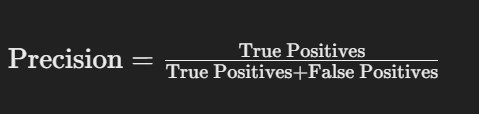 Precision = True Positives / True Positives+False Positives